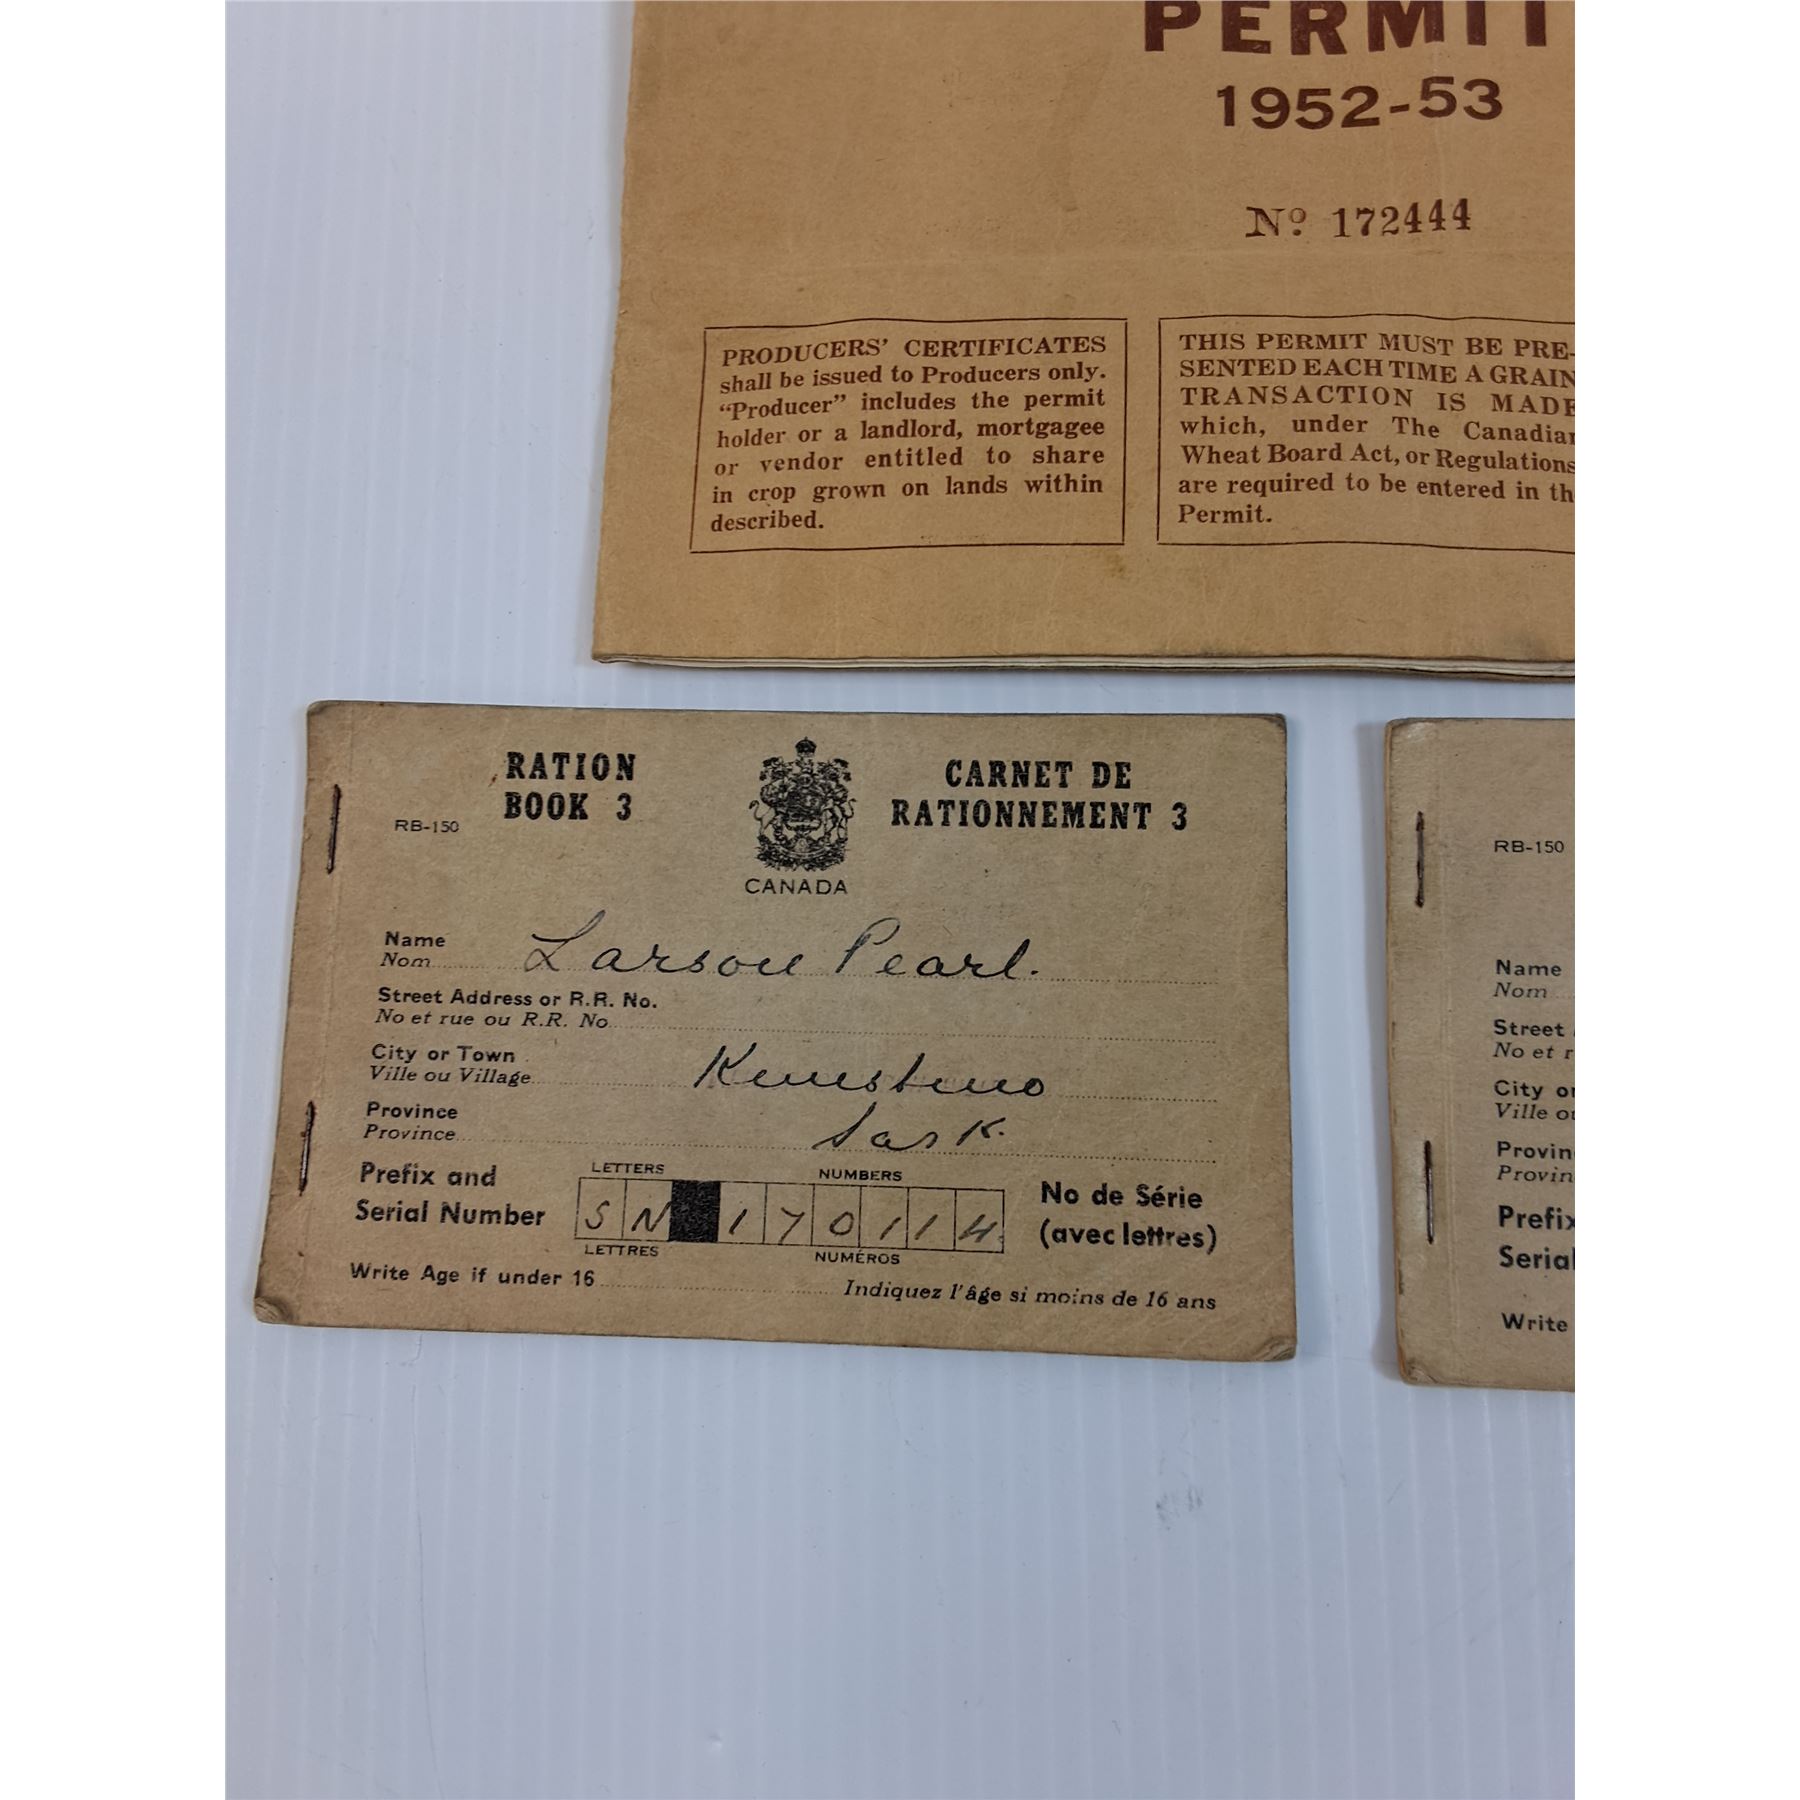 PERMIT
1952-53
Nº 172444
PRODUCERS' CERTIFICATES
shall be issued to Producers only.
"Producer" includes the permit
holder or a landlord, mortgagee
or vendor entitled to share
in crop grown on lands within
described.
THIS PERMIT MUST BE PRE-
SENTED EACH TIME A GRAIN
TRANSACTION IS MADE
which, under The Canadian
Wheat Board Act, or Regulations
are required to be entered in th
Permit.
RATION
BOOK 3
RB-150
CANADA
CARNET DE
RATIONNEMENT 3
Name Larson Pearl.
Nom
Street Address or R.R. No.
No et rue ou R.R. No
City or Town Kinistino
Ville ou Village
Province Sask.
Province
LETTERS NUMBERS
Prefix and
Serial Number
SN 170114
No de Série
(avec lettres)
LETTRES NUMÉROS
Write Age if under 16 Indiquez l'âge si moins de 16 ans
RB-150
Name
Nom
Street
No et r
City or
Ville ou
Provin
Provin
Prefix
Serial
Write